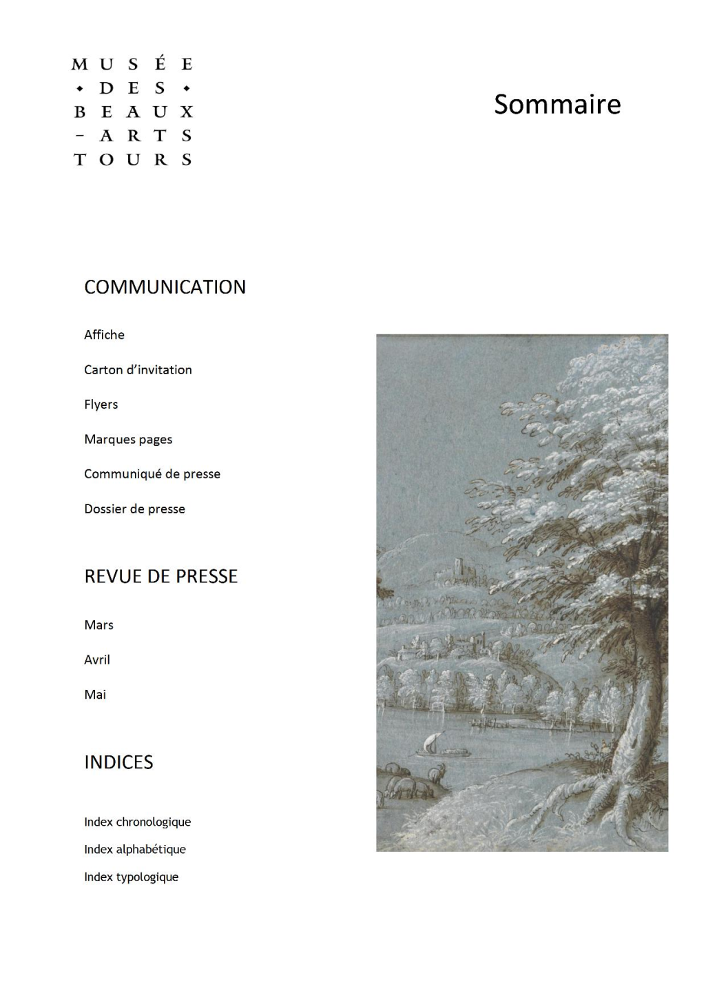 MUSÉE
◆ DES ◆
BEAUX
– ARTS
TOURS
Sommaire
COMMUNICATION
Affiche
Carton d’invitation
Flyers
Marques pages
Communiqué de presse
Dossier de presse
REVUE DE PRESSE
Mars
Avril
Mai
INDICES
Index chronologique
Index alphabétique
Index typologique